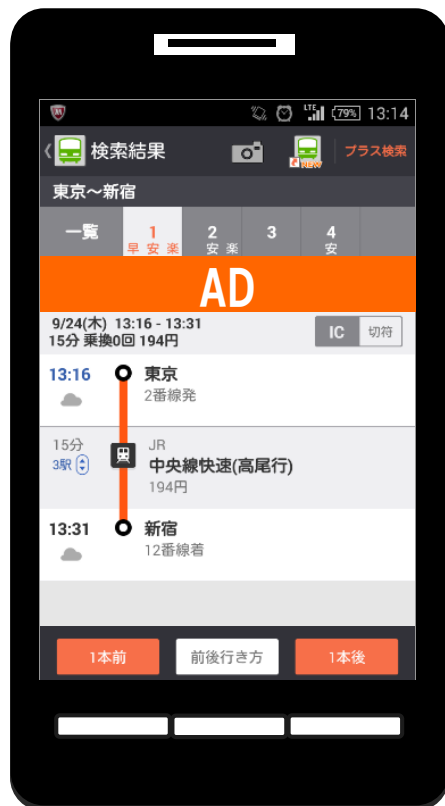 LTE 79% 13:14
検索結果 NEW プラス検索
東京～新宿
一覧 1 2 3 4
早 安 楽 安 楽 安
AD
9/24(木) 13:16 - 13:31
15分 乗換0回 194円
IC 切符
13:16 東京
2番線発
15分 JR
3駅 中央線快速(高尾行)
194円
13:31 新宿
12番線着
1本前 前後行き方 1本後